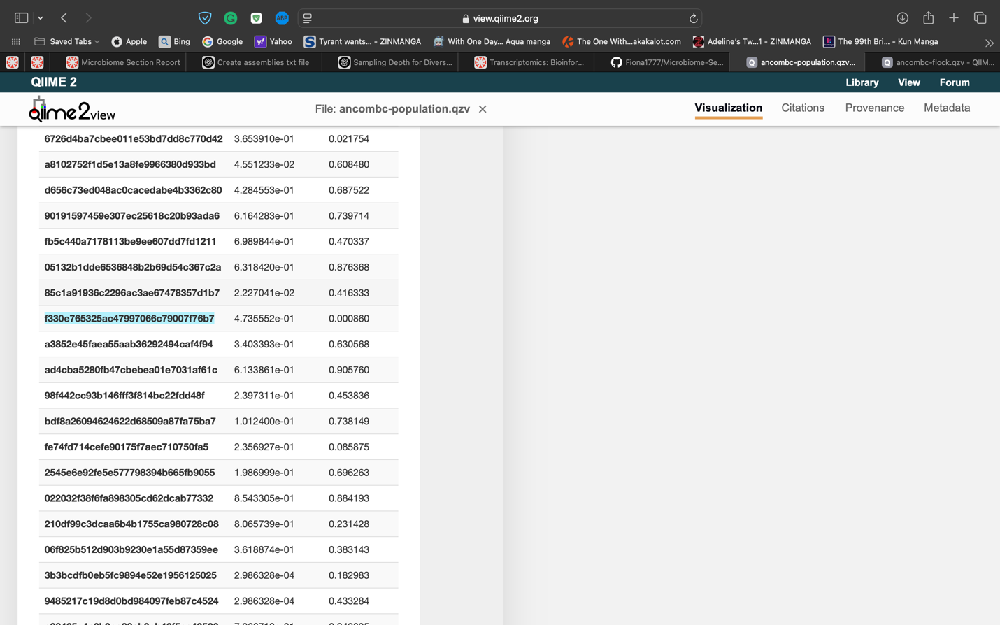 ABP
view.qiime2.org
Saved Tabs
Apple
Bing
Google
Yahoo
Tyrant wants... - ZINMANGA
With One Day... Aqua manga
The One With...akakalot.com
Adeline's Tw...1 - ZINMANGA
The 99th Bri... - Kun Manga
Microbiome Section Report
Create assemblies txt file
Sampling Depth for Divers...
Transcriptomics: Bioinfor...
Fiona1777/Microbiome-Se...
Q ancombc-population.qzv...
Q ancombc-flock.qzv - QIIM...
QIIME 2
Library View Forum
qiime2view
File: ancombc-population.qzv ×
Visualization Citations Provenance Metadata
6726d4ba7cbee011e53bd7dd8c770d42 3.653910e-01 0.021754
a8102752f1d5e13a8fe9966380d933bd 4.551233e-02 0.608480
d656c73ed048ac0cacedabe4b3362c80 4.284553e-01 0.687522
90191597459e307ec25618c20b93ada6 6.164283e-01 0.739714
fb5c440a7178113be9ee607dd7fd1211 6.989844e-01 0.470337
05132b1dde6536848b2b69d54c367c2a 6.318420e-01 0.876368
85c1a91936c2296ac3ae67478357d1b7 2.227041e-02 0.416333
f330e765325ac47997066c79007f76b7 4.735552e-01 0.000860
a3852e45faea55aab36292494caf4f94 3.403393e-01 0.630568
ad4cba5280fb47cbebea01e7031af61c 6.133861e-01 0.905760
98f442cc93b146fff3f814bc22fdd48f 2.397311e-01 0.453836
bdf8a26094624622d68509a87fa75ba7 1.012400e-01 0.738149
fe74fd714cefe90175f7aec710750fa5 2.356927e-01 0.085875
2545e6e92fe5e577798394b665fb9055 1.986999e-01 0.696263
022032f38f6fa898305cd62dcab77332 8.543305e-01 0.884193
210df99c3dcaa6b4b1755ca980728c08 8.065739e-01 0.231428
06f825b512d903b9230e1a55d87359ee 3.618874e-01 0.383143
3b3bcdfb0eb5fc9894e52e1956125025 2.986328e-04 0.182983
9485217c19d8d0bd984097feb87c4524 2.986328e-04 0.433284